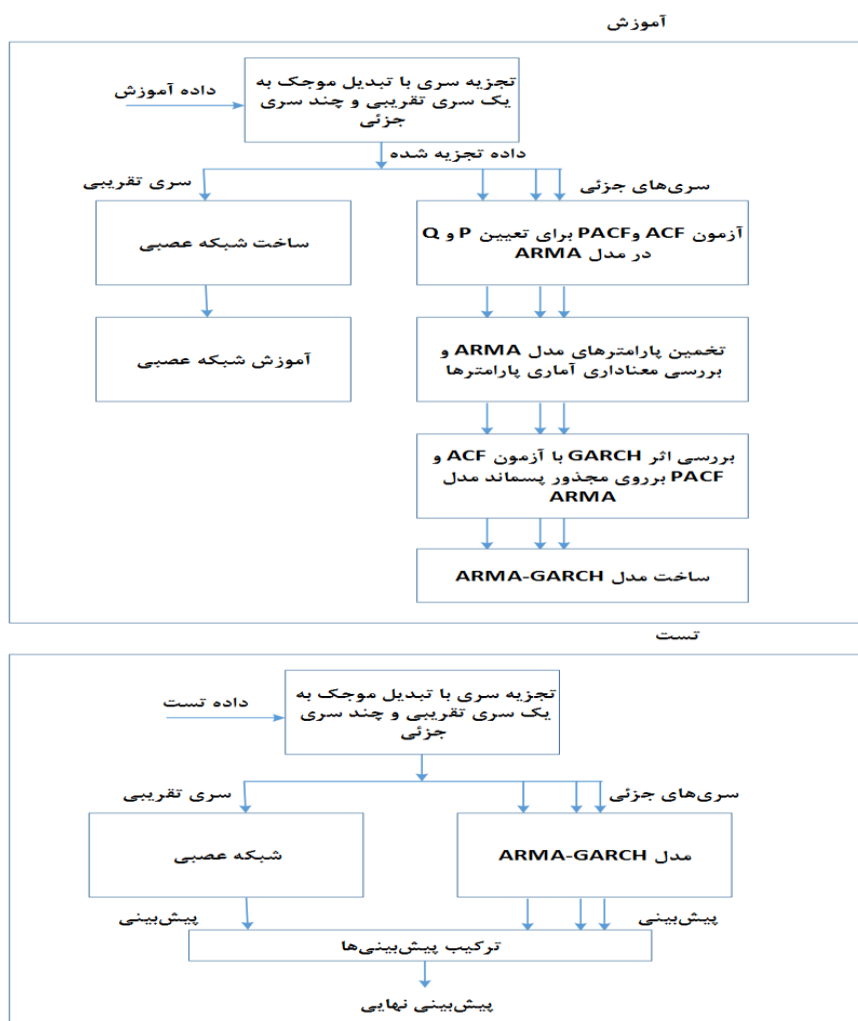 آموزش
تجزیه سری با تبدیل موجک به
یک سری تقریبی و چند سری
جزئی
داده آموزش
داده تجزیه شده
سری‌های جزئی
سری تقریبی
آزمون ACF وPACF برای تعیین P و Q
در مدل ARMA
ساخت شبکه عصبی
تخمین پارامترهای مدل ARMA و
بررسی معناداری آماری پارامترها
آموزش شبکه عصبی
بررسی اثر GARCH با آزمون ACF و
PACF برروی مجذور پسماند مدل
ARMA
ساخت مدل ARMA-GARCH
تست
تجزیه سری با تبدیل موجک به
یک سری تقریبی و چند سری
جزئی
داده تست
سری‌های جزئی
سری تقریبی
مدل ARMA-GARCH
شبکه عصبی
پیش‌بینی
پیش‌بینی
ترکیب پیش‌بینی‌ها
پیش‌بینی نهایی